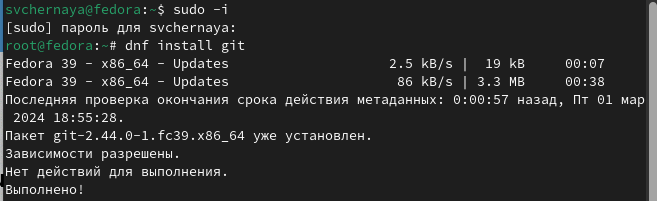 svchernaya@fedora:~$ sudo -i
[sudo] пароль для svchernaya:
root@fedora:~# dnf install git
Fedora 39 - x86_64 - Updates 2.5 kB/s | 19 kB 00:07
Fedora 39 - x86_64 - Updates 86 kB/s | 3.3 MB 00:38
Последняя проверка окончания срока действия метаданных: 0:00:57 назад, Пт 01 мар
2024 18:55:28.
Пакет git-2.44.0-1.fc39.x86_64 уже установлен.
Зависимости разрешены.
Нет действий для выполнения.
Выполнено!